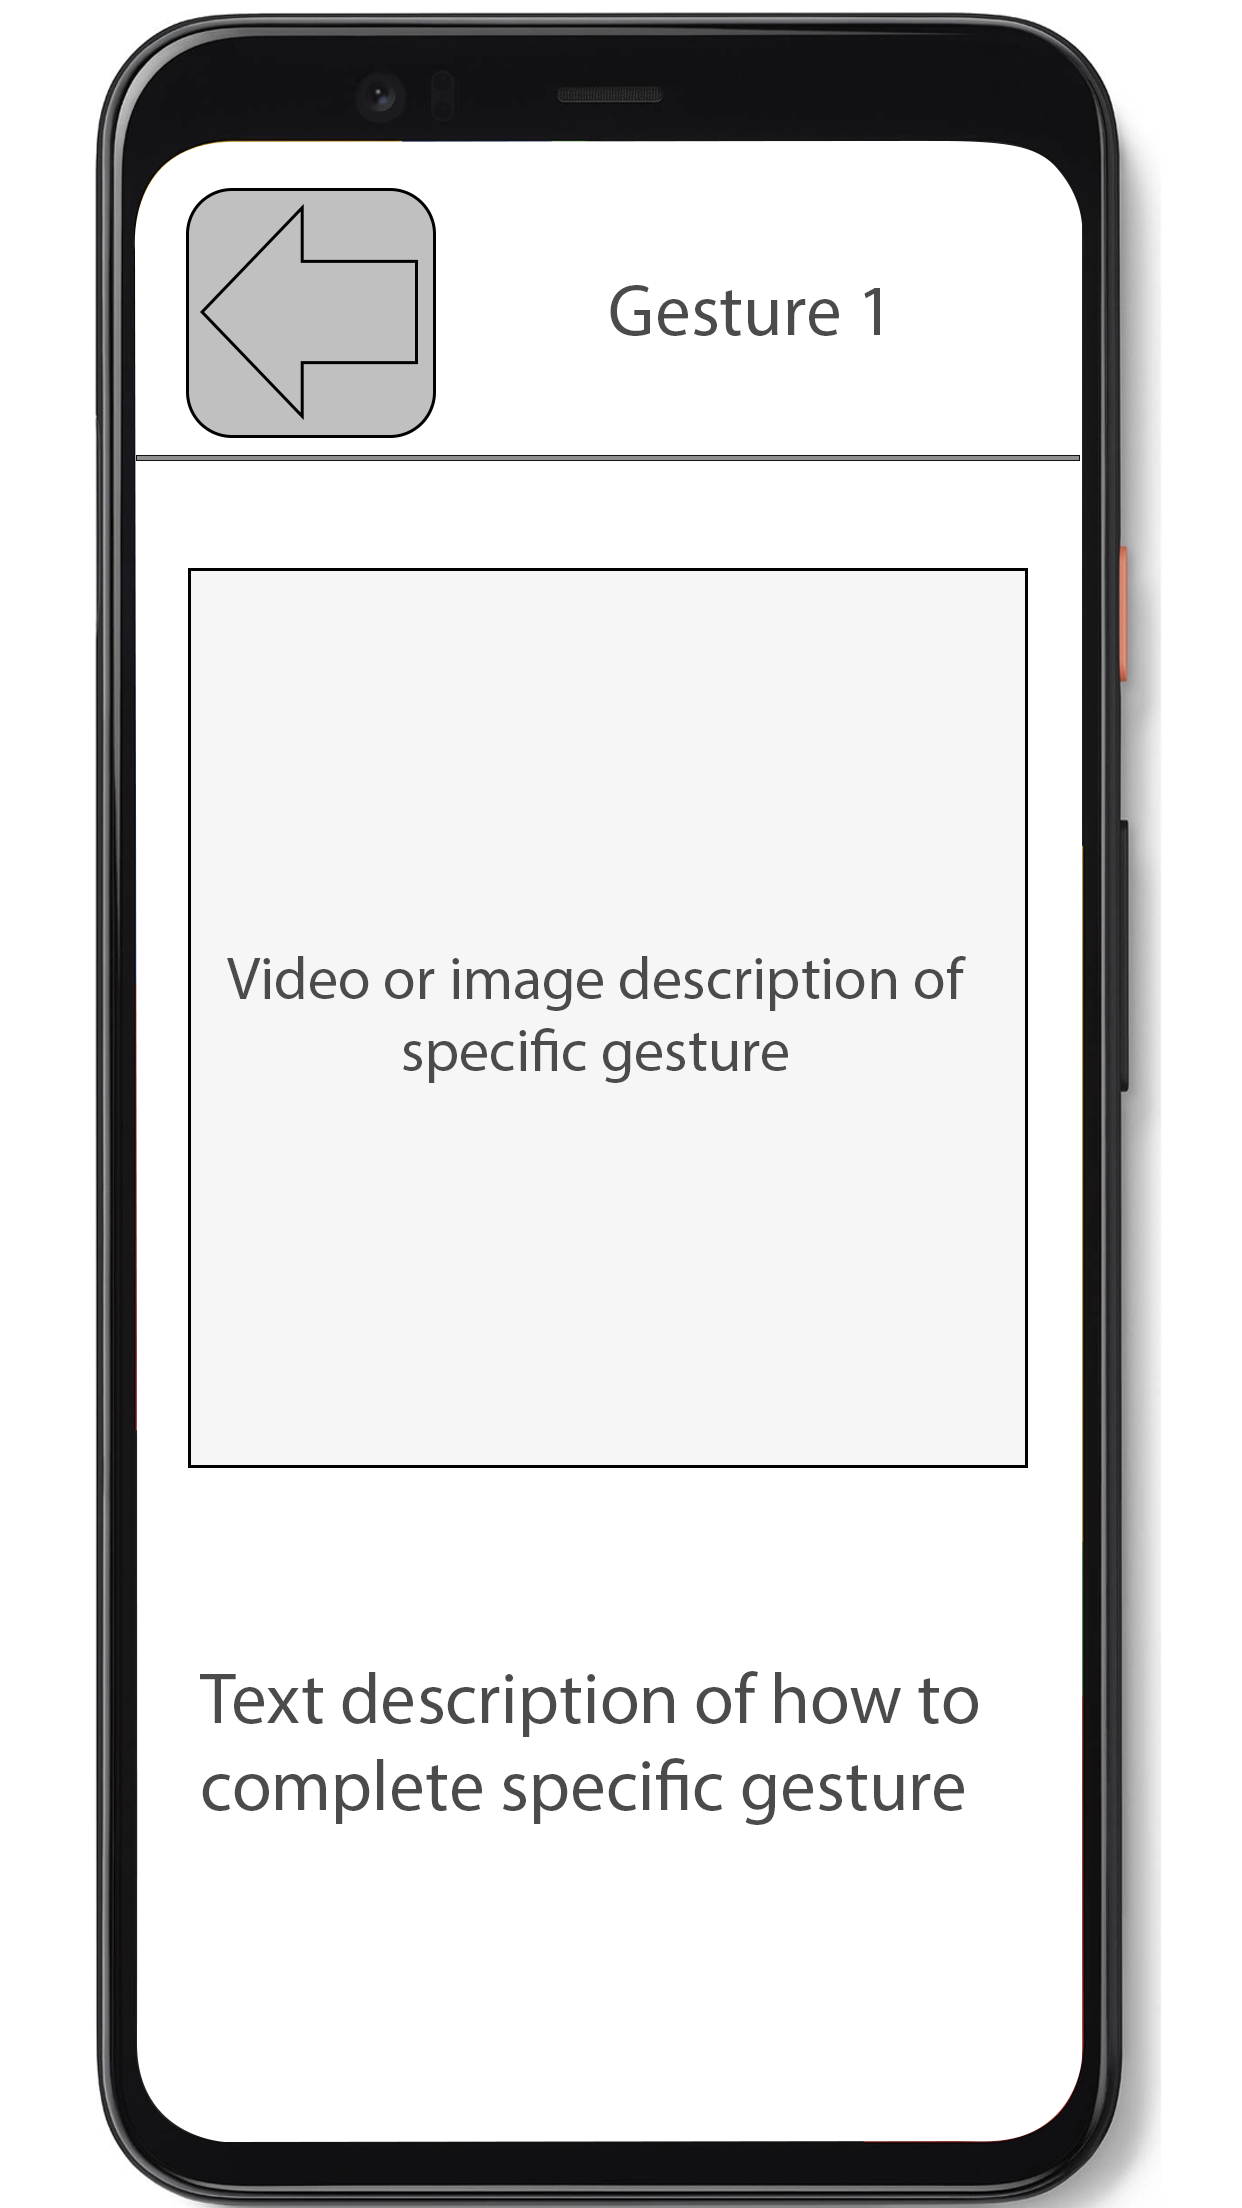 Gesture 1
Video or image description of
specific gesture
Text description of how to
complete specific gesture